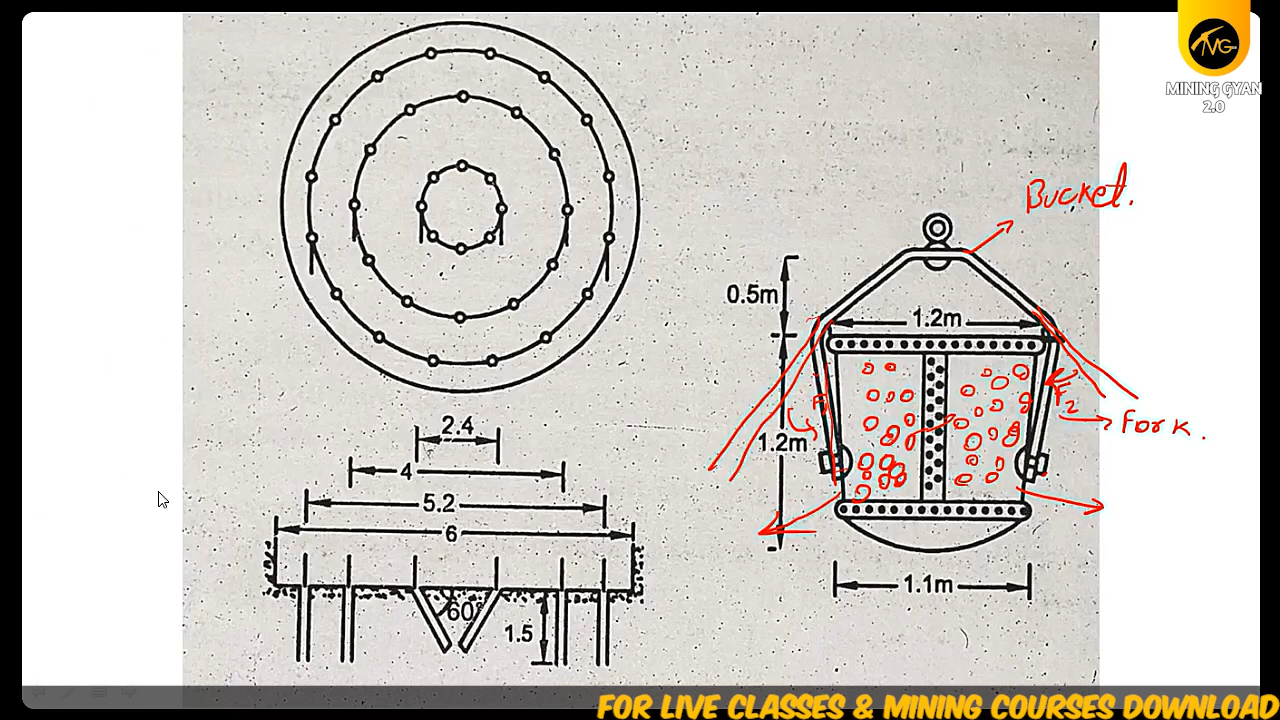 MINING GYAN
2.0
Bucket.
0.5m
1.2m
F2
Fork.
1.2m
2.4
4
5.2
6
60°
1.5
1.1m
FOR LIVE CLASSES & MINING COURSES DOWNLOAD